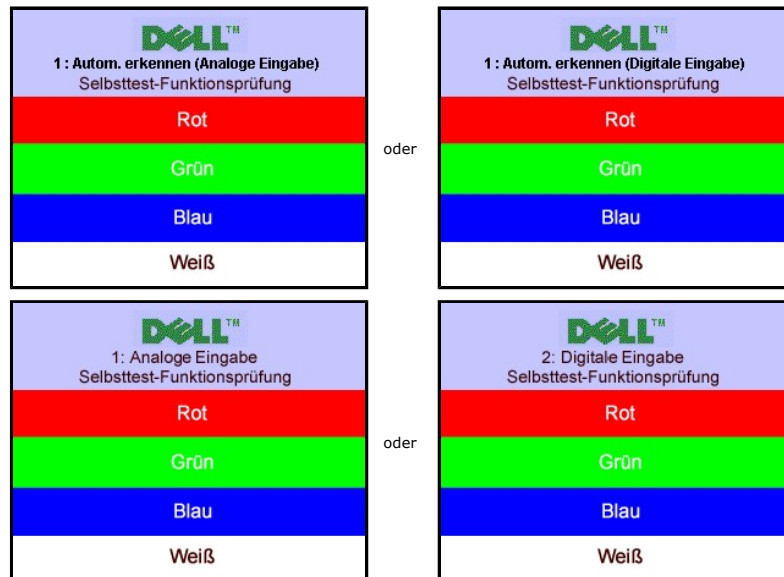 DELL™
1 : Autom. erkennen (Analoge Eingabe)
Selbsttest-Funktionsprüfung
Rot
Grün
Blau
Weiß
oder
DELL™
1 : Autom. erkennen (Digitale Eingabe)
Selbsttest-Funktionsprüfung
Rot
Grün
Blau
Weiß
DELL™
1: Analoge Eingabe
Selbsttest-Funktionsprüfung
Rot
Grün
Blau
Weiß
oder
DELL™
2: Digitale Eingabe
Selbsttest-Funktionsprüfung
Rot
Grün
Blau
Weiß